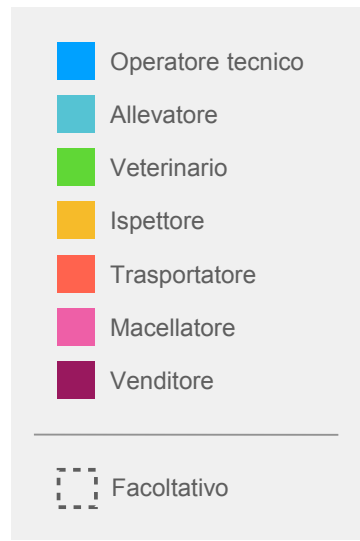 Operatore tecnico
Allevatore
Veterinario
Ispettore
Trasportatore
Macellatore
Venditore
Facoltativo